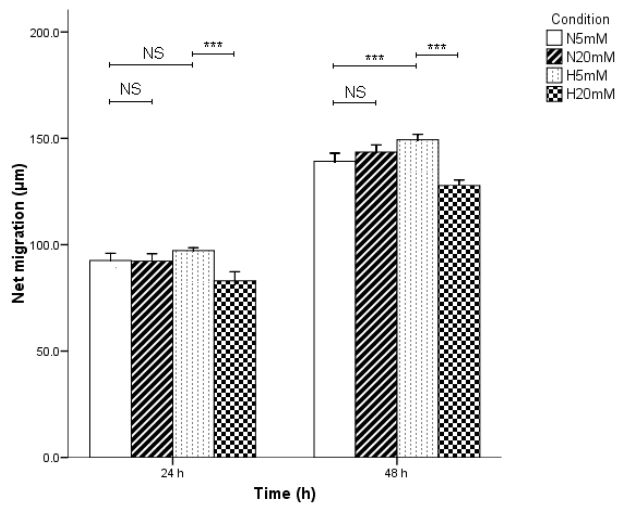 Condition
N5mM
N20mM
H5mM
H20mM
200.0
150.0
100.0
50.0
0.0
Net migration (µm)
NS
***
NS
***
***
NS
24 h
48 h
Time (h)